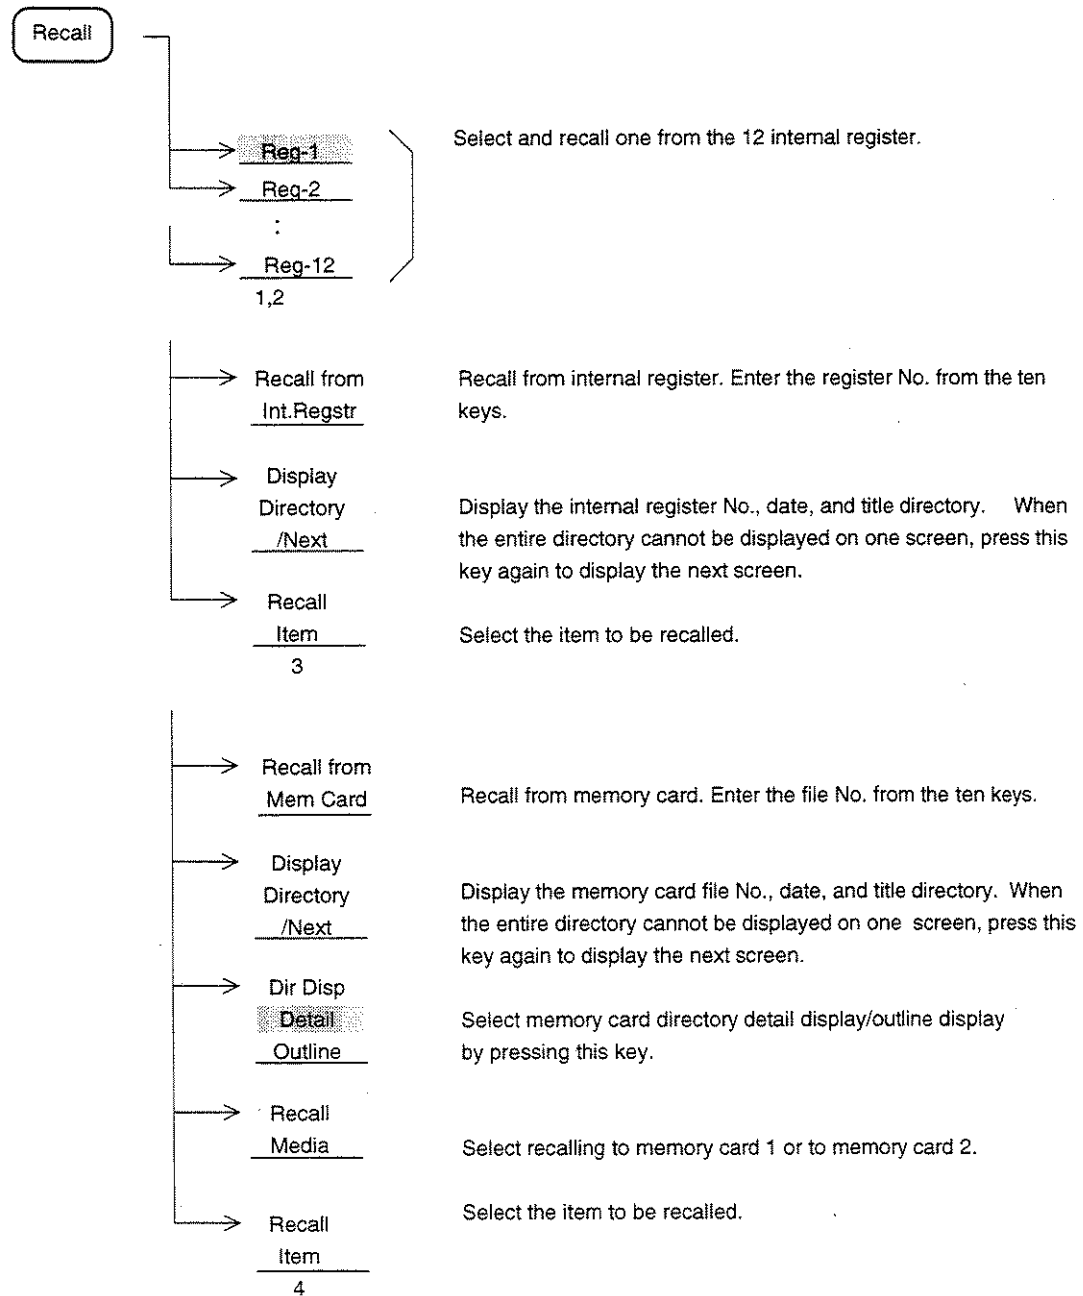 Recall
Reg-1
Select and recall one from the 12 internal register.
Reg-2
:
Reg-12
1,2
Recall from
Int.Regstr
Recall from internal register. Enter the register No. from the ten
keys.
Display
Directory
/Next
Display the internal register No., date, and title directory. When
the entire directory cannot be displayed on one screen, press this
key again to display the next screen.
Recall
Item
Select the item to be recalled.
3
Recall from
Mem Card
Recall from memory card. Enter the file No. from the ten keys.
Display
Directory
/Next
Display the memory card file No., date, and title directory. When
the entire directory cannot be displayed on one screen, press this
key again to display the next screen.
Dir Disp
Detail
Outline
Select memory card directory detail display/outline display
by pressing this key.
Recall
Media
Select recalling to memory card 1 or to memory card 2.
Recall
Item
Select the item to be recalled.
4